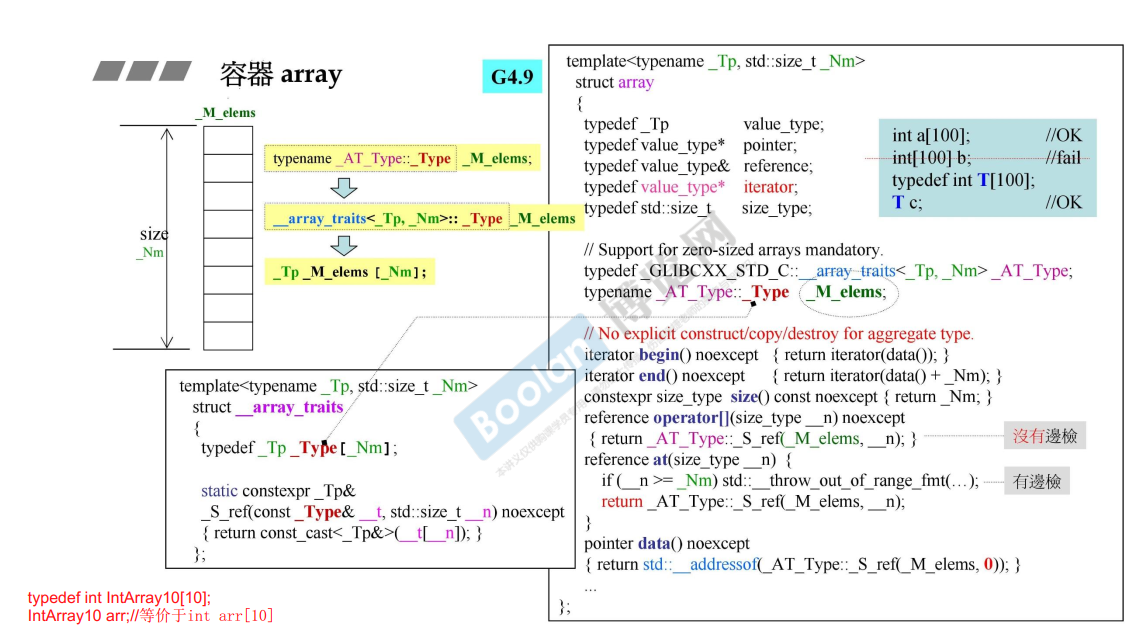 容器 array
G4.9
_M_elems
size
_Nm
typename _AT_Type::_Type _M_elems;
__array_traits<_Tp, _Nm>:: _Type _M_elems
_Tp _M_elems [_Nm];
template<typename _Tp, std::size_t _Nm>
struct __array_traits
{
typedef _Tp _Type[_Nm];
static constexpr _Tp&
_S_ref(const _Type& __t, std::size_t __n) noexcept
{ return const_cast<_Tp&>(__t[__n]); }
};
typedef int IntArray10[10];
IntArray10 arr;//等价于int arr[10]
template<typename _Tp, std::size_t _Nm>
struct array
{
typedef _Tp value_type;
typedef value_type* pointer;
typedef value_type& reference;
typedef value_type* iterator;
typedef std::size_t size_type;
int a[100]; //OK
int[100] b; //fail
typedef int T[100];
T c; //OK
// Support for zero-sized arrays mandatory.
typedef _GLIBCXX_STD_C::__array_traits<_Tp, _Nm> _AT_Type;
typename _AT_Type::_Type _M_elems;
// No explicit construct/copy/destroy for aggregate type.
iterator begin() noexcept { return iterator(data()); }
iterator end() noexcept { return iterator(data() + _Nm); }
constexpr size_type size() const noexcept { return _Nm; }
reference operator[](size_type __n) noexcept
{ return _AT_Type::_S_ref(_M_elems, __n); }
沒有邊檢
reference at(size_type __n) {
if (__n >= _Nm) std::__throw_out_of_range_fmt(…);
有邊檢
return _AT_Type::_S_ref(_M_elems, __n);
}
pointer data() noexcept
{ return std::__addressof(_AT_Type::_S_ref(_M_elems, 0)); }
...
};
Boolan 博览网